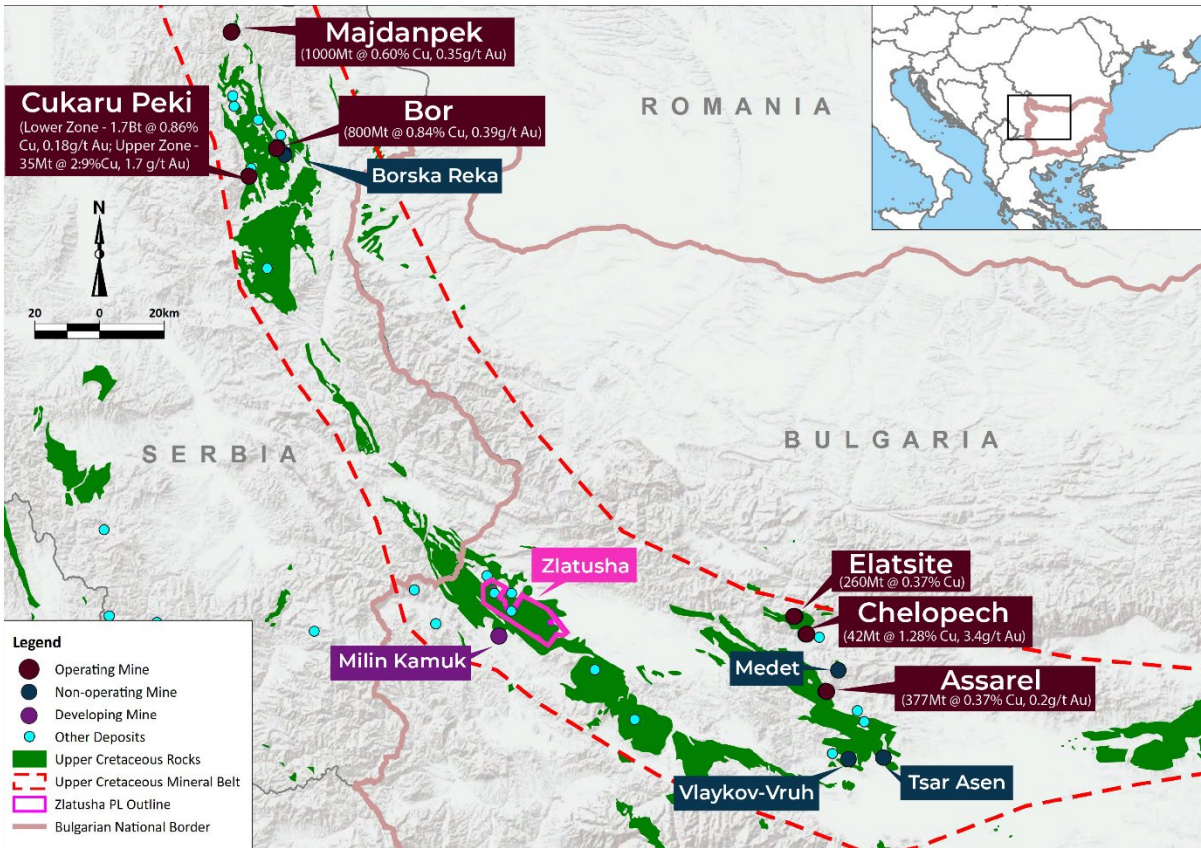 Majdanpek
(1000Mt @ 0.60% Cu, 0.35g/t Au)
Cukaru Peki
(Lower Zone - 1.7Bt @ 0.86%
Cu, 0.18g/t Au; Upper Zone -
35Mt @ 2:9%Cu, 1.7 g/t Au)
Bor
(800Mt @ 0.84% Cu, 0.39g/t Au)
Borska Reka
ROMANIA
N
20 0 20km
SERBIA
BULGARIA
Zlatusha
Milin Kamuk
Elatsite
(260Mt @ 0.37% Cu)
Chelopech
(42Mt @ 1.28% Cu, 3.4g/t Au)
Medet
Assarel
(377Mt @ 0.37% Cu, 0.2g/t Au)
Vlaykov-Vruh
Tsar Asen
Legend
Operating Mine
Non-operating Mine
Developing Mine
Other Deposits
Upper Cretaceous Rocks
Upper Cretaceous Mineral Belt
Zlatusha PL Outline
Bulgarian National Border